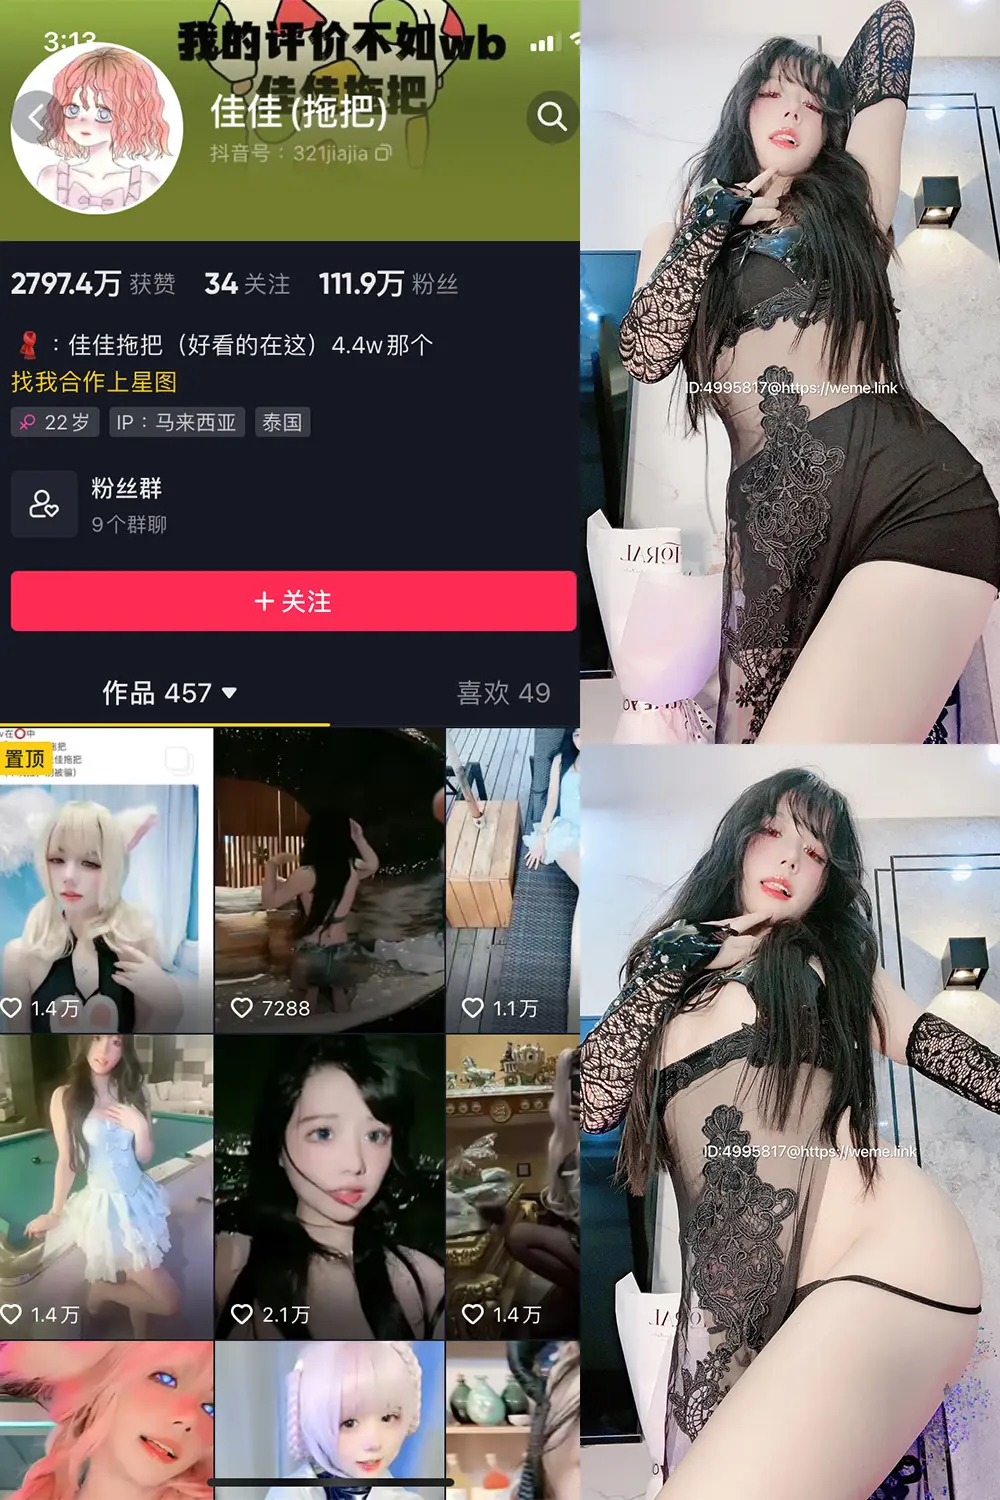 3:13
我的评价不如wb
佳佳拖把
佳佳(拖把)
抖音号：321jiajia
2797.4万 获赞 34 关注 111.9万 粉丝
：佳佳拖把（好看的在这）4.4w那个
找我合作上星图
22岁 IP：马来西亚 泰国
粉丝群
9个群聊
+ 关注
作品 457 喜欢 49
置顶
1.4万
7288
1.1万
1.4万
2.1万
1.4万
ID:4995817@https://weme.link
ID:4995817@https://weme.link